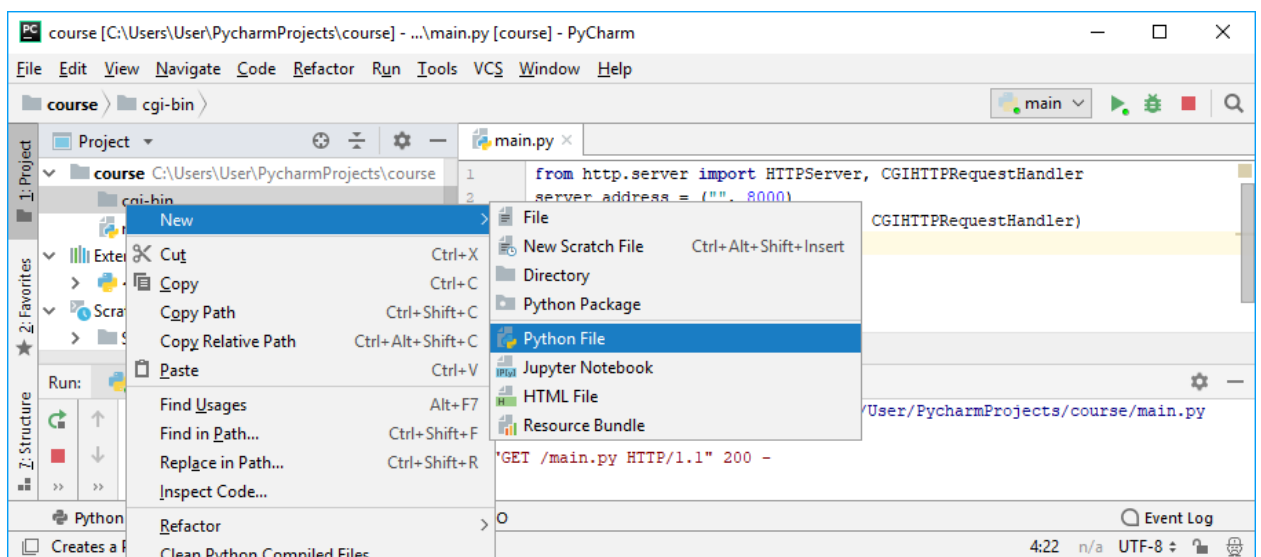 PC course [C:\Users\User\PycharmProjects\course] - ...\main.py [course] - PyCharm
File Edit View Navigate Code Refactor Run Tools VCS Window Help
course cgi-bin main
1: Project
Project
main.py
course C:\Users\User\PycharmProjects\course
cgi-bin
1 from http.server import HTTPServer, CGIHTTPRequestHandler
2 server_address = ("", 8000)
CGIHTTPRequestHandler)
New
Cut Ctrl+X
Copy Ctrl+C
Copy Path Ctrl+Shift+C
Copy Relative Path Ctrl+Alt+Shift+C
Paste Ctrl+V
Find Usages Alt+F7
Find in Path... Ctrl+Shift+F
Replace in Path... Ctrl+Shift+R
Inspect Code...
Refactor
Clean Python Compiled Files
File
New Scratch File Ctrl+Alt+Shift+Insert
Directory
Python Package
Python File
Jupyter Notebook
HTML File
Resource Bundle
2: Favorites
7: Structure
Run:
/User/PycharmProjects/course/main.py
"GET /main.py HTTP/1.1" 200 -
Python
Event Log
Creates a
4:22 n/a UTF-8